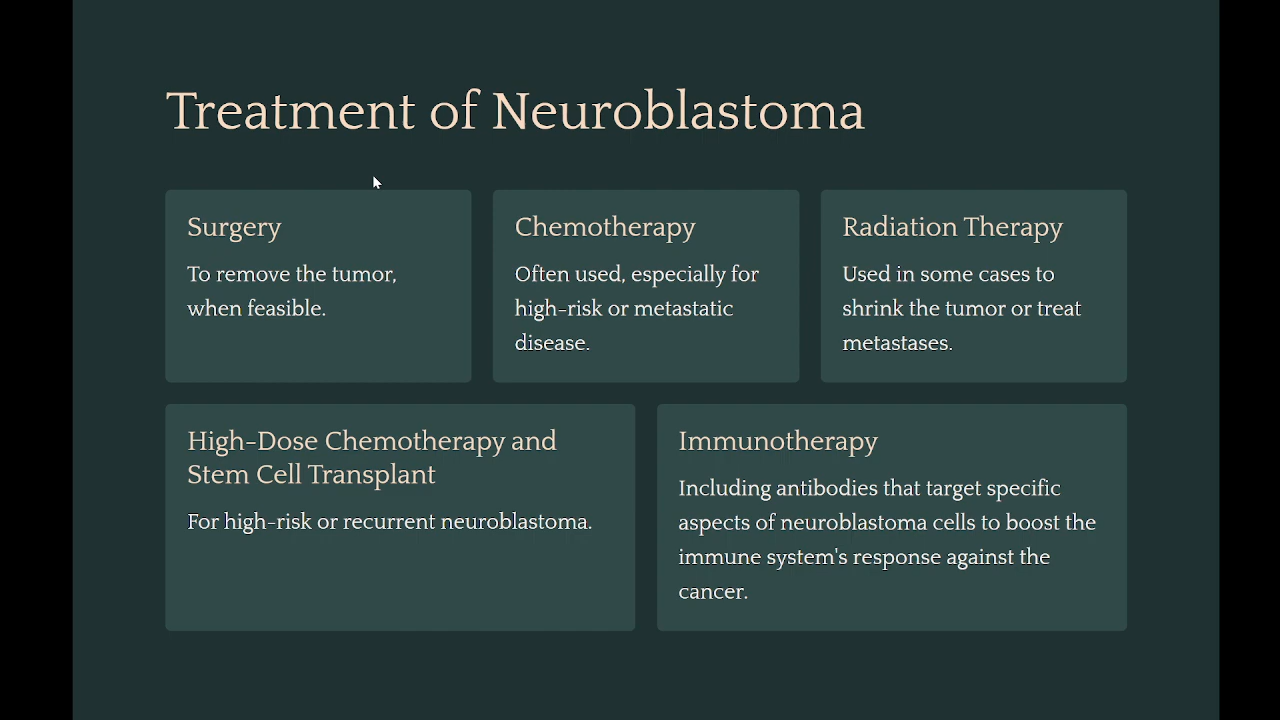 Treatment of Neuroblastoma
Surgery
To remove the tumor,
when feasible.
Chemotherapy
Often used, especially for
high-risk or metastatic
disease.
Radiation Therapy
Used in some cases to
shrink the tumor or treat
metastases.
High-Dose Chemotherapy and
Stem Cell Transplant
For high-risk or recurrent neuroblastoma.
Immunotherapy
Including antibodies that target specific
aspects of neuroblastoma cells to boost the
immune system's response against the
cancer.